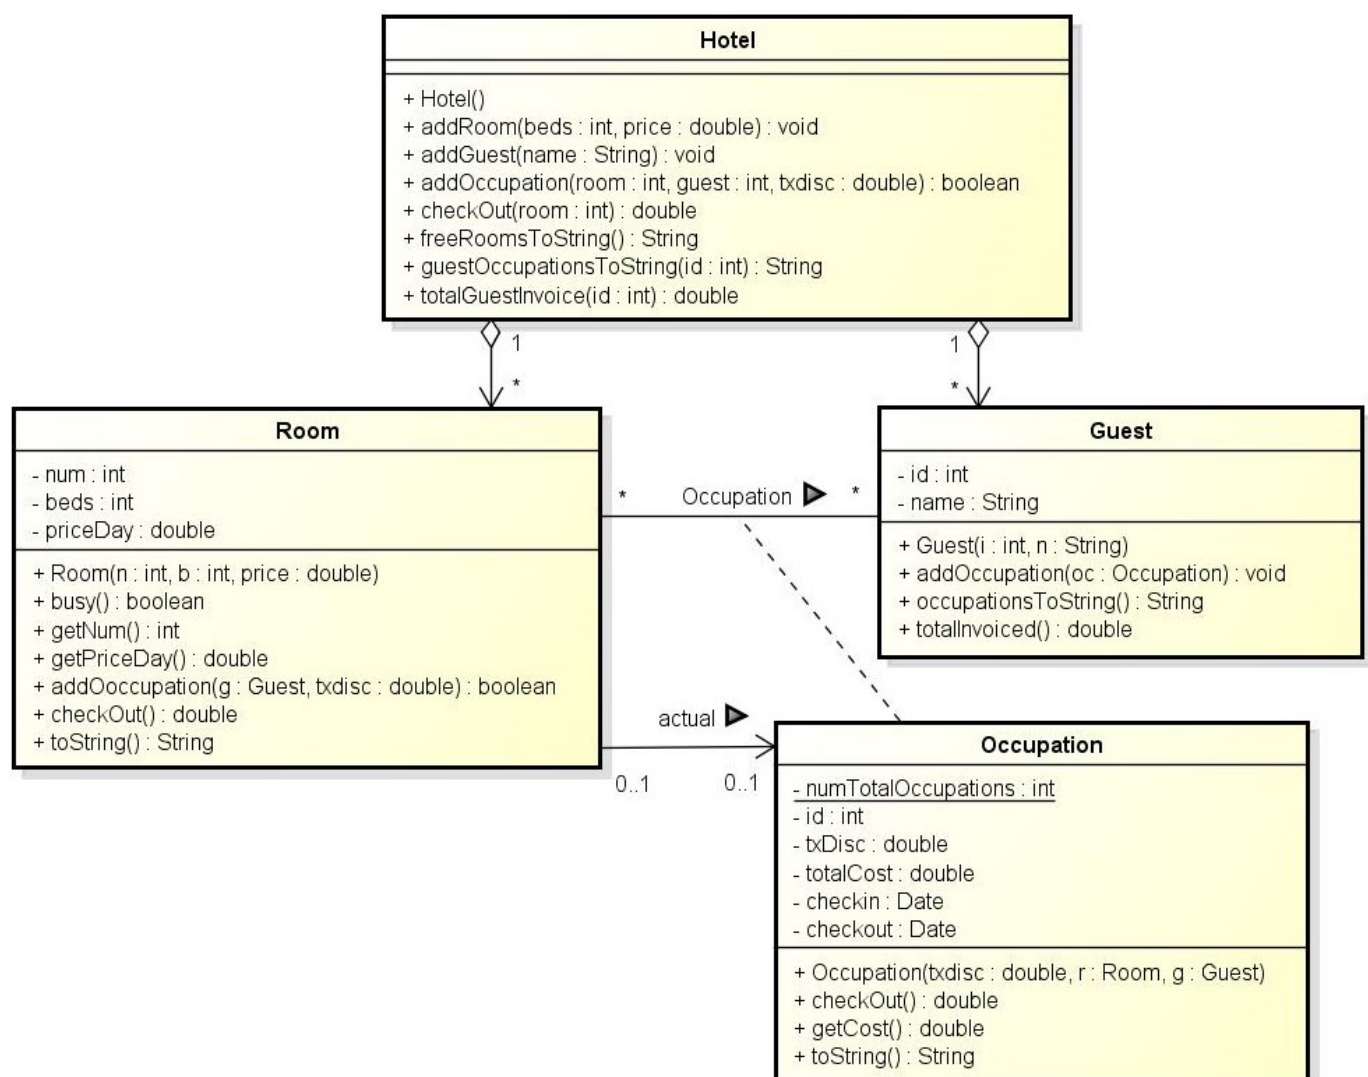 Hotel
+ Hotel()
+ addRoom(beds : int, price : double) : void
+ addGuest(name : String) : void
+ addOccupation(room : int, guest : int, txdisc : double) : boolean
+ checkOut(room : int) : double
+ freeRoomsToString() : String
+ guestOccupationsToString(id : int) : String
+ totalGuestInvoice(id : int) : double
1
1
*
*
Room
- num : int
- beds : int
- priceDay : double
+ Room(n : int, b : int, price : double)
+ busy() : boolean
+ getNum() : int
+ getPriceDay() : double
+ addOoccupation(g : Guest, txdisc : double) : boolean
+ checkOut() : double
+ toString() : String
* Occupation *
Guest
- id : int
- name : String
+ Guest(i : int, n : String)
+ addOccupation(oc : Occupation) : void
+ occupationsToString() : String
+ totalInvoiced() : double
actual
0..1 0..1
Occupation
- numTotalOccupations : int
- id : int
- txDisc : double
- totalCost : double
- checkin : Date
- checkout : Date
+ Occupation(txdisc : double, r : Room, g : Guest)
+ checkOut() : double
+ getCost() : double
+ toString() : String